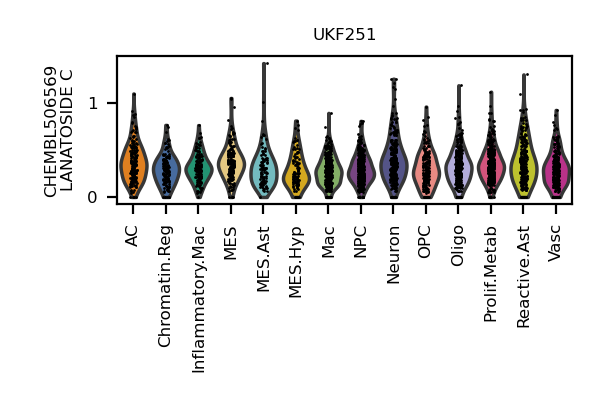 UKF251
CHEMBL506569
LANATOSIDE C
1
0
AC
Chromatin.Reg
Inflammatory.Mac
MES
MES.Ast
MES.Hyp
Mac
NPC
Neuron
OPC
Oligo
Prolif.Metab
Reactive.Ast
Vasc